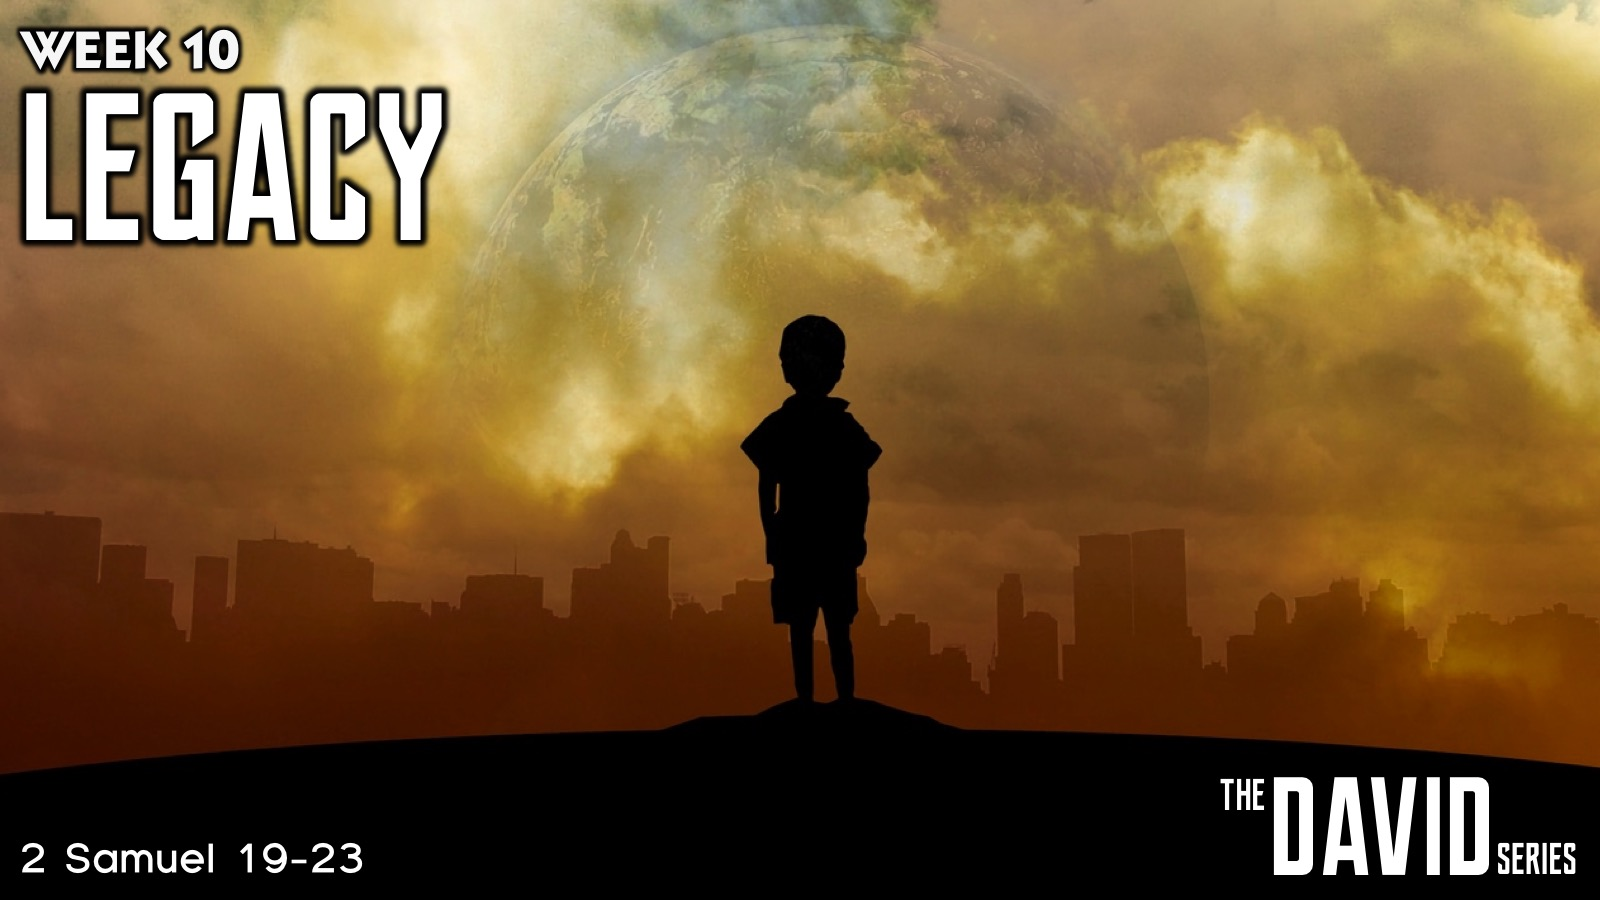 WEEK 10
LEGACY
THE DAVID SERIES
2 Samuel 19-23